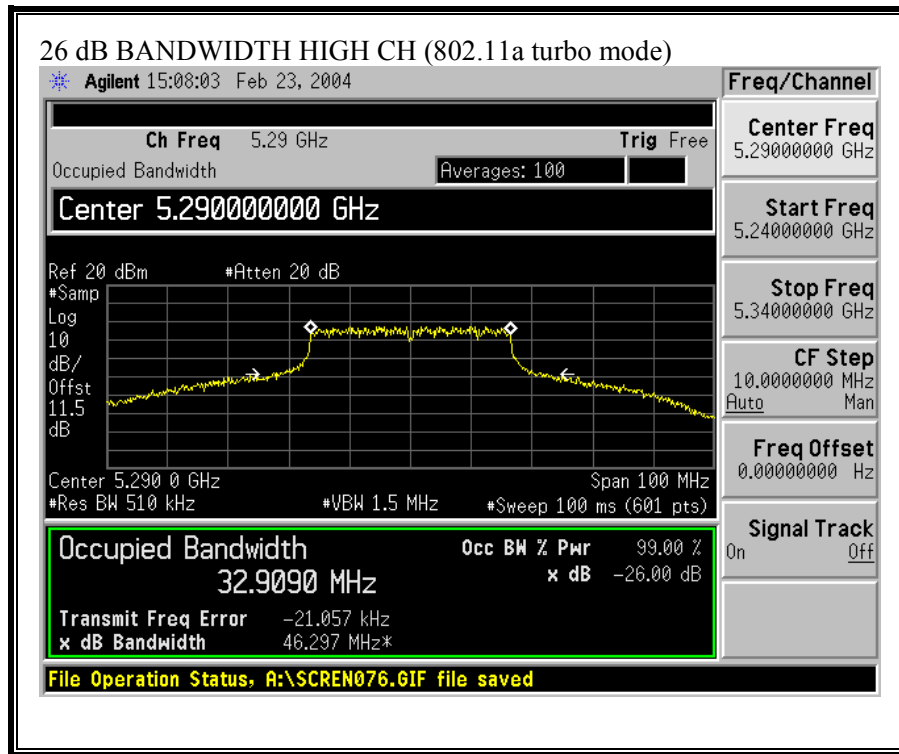 26 dB BANDWIDTH HIGH CH (802.11a turbo mode)
Agilent 15:08:03 Feb 23, 2004
Freq/Channel
Ch Freq 5.29 GHz Trig Free
Occupied Bandwidth Averages: 100
Center 5.290000000 GHz
Ref 20 dBm #Atten 20 dB
#Samp
Log
10
dB/
Offst
11.5
dB
Center 5.290 0 GHz Span 100 MHz
#Res BW 510 kHz #VBW 1.5 MHz #Sweep 100 ms (601 pts)
Occupied Bandwidth Occ BW % Pwr 99.00 %
32.9090 MHz x dB -26.00 dB
Transmit Freq Error -21.057 kHz
x dB Bandwidth 46.297 MHz*
File Operation Status, A:\SCREN076.GIF file saved
Center Freq
5.29000000 GHz
Start Freq
5.24000000 GHz
Stop Freq
5.34000000 GHz
CF Step
10.0000000 MHz
Auto Man
Freq Offset
0.00000000 Hz
Signal Track
On Off